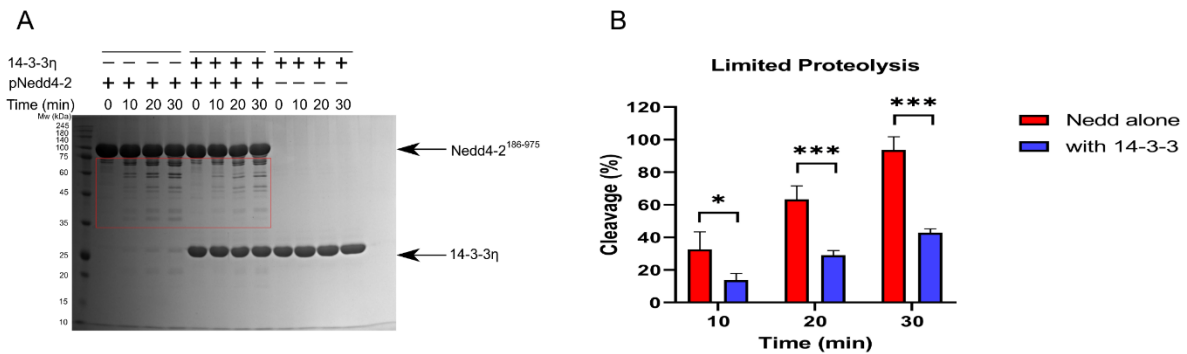 A
14-3-3η − − − − + + + + + + + +
pNedd4-2 + + + + + + + + − − − −
Time (min) 0 10 20 30 0 10 20 30 0 10 20 30
Mw (kDa)
245
180
140
100
75
60
45
35
25
20
15
10
Nedd4-2186-975
14-3-3η
B
Limited Proteolysis
Cleavage (%)
120
100
80
60
40
20
0
*
***
***
10 20 30
Time (min)
Nedd alone
with 14-3-3